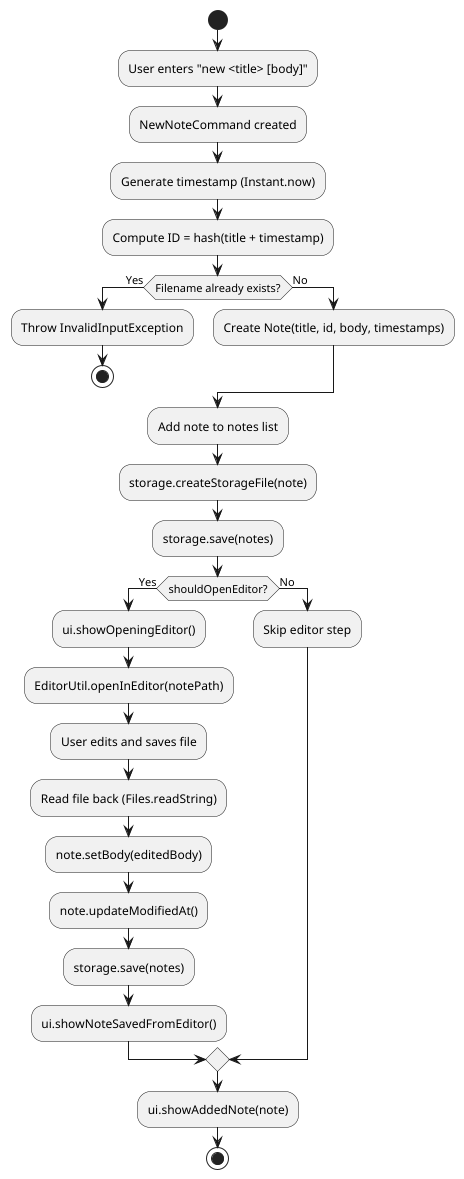 User enters "new <title> [body]"
NewNoteCommand created
Generate timestamp (Instant.now)
Compute ID = hash(title + timestamp)
Yes
Filename already exists?
No
Throw InvalidInputException
Create Note(title, id, body, timestamps)
Add note to notes list
storage.createStorageFile(note)
storage.save(notes)
Yes
shouldOpenEditor?
No
ui.showOpeningEditor()
Skip editor step
EditorUtil.openInEditor(notePath)
User edits and saves file
Read file back (Files.readString)
note.setBody(editedBody)
note.updateModifiedAt()
storage.save(notes)
ui.showNoteSavedFromEditor()
ui.showAddedNote(note)